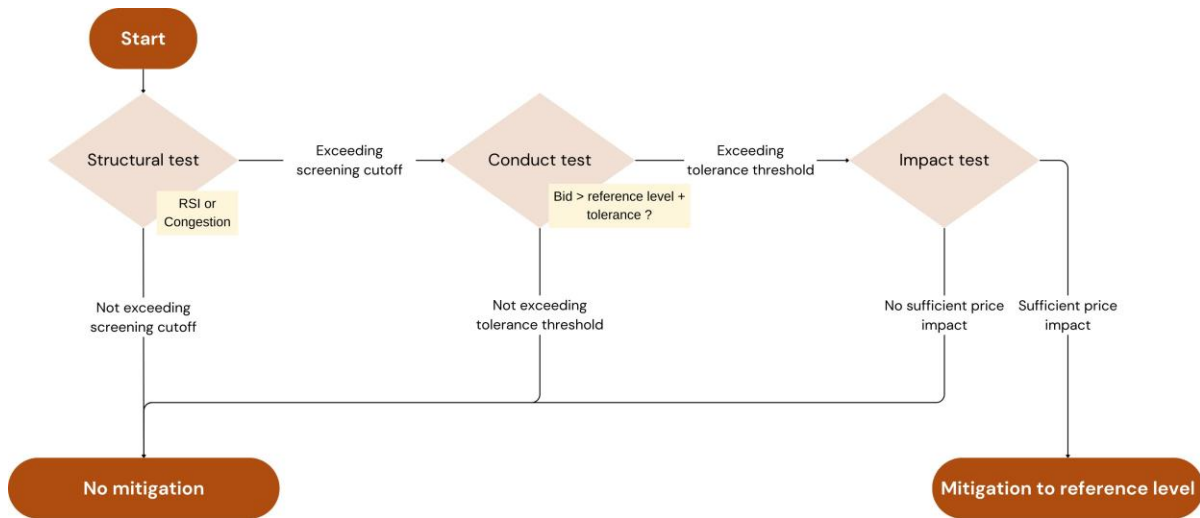 Start
Structural test
RSI or
Congestion
Exceeding
screening cutoff
Conduct test
Bid > reference level +
tolerance ?
Exceeding
tolerance threshold
Impact test
Not exceeding
screening cutoff
Not exceeding
tolerance threshold
No sufficient price
impact
Sufficient price
impact
No mitigation
Mitigation to reference level